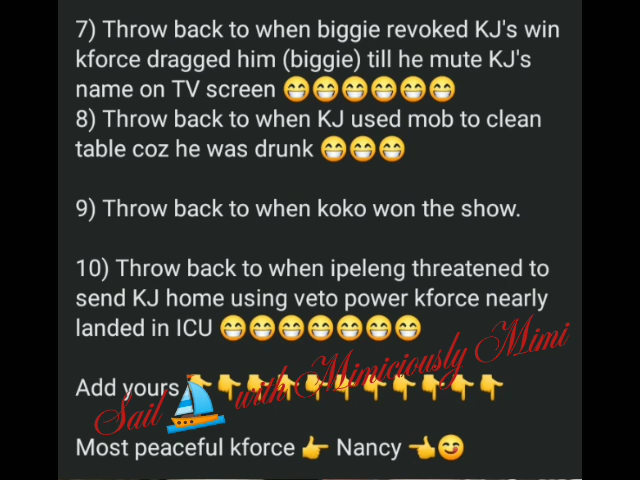 7) Throw back to when biggie revoked KJ's win
kforce dragged him (biggie) till he mute KJ's
name on TV screen 😁😁😁😁😁😁
8) Throw back to when KJ used mob to clean
table coz he was drunk 😁😁😁
9) Throw back to when koko won the show.
10) Throw back to when ipeleng threatened to
send KJ home using veto power kforce nearly
landed in ICU 😁😁😁😁😁😁😁
Add yours👇👇👇👇👇👇👇👇👇👇👇
Sail ⛵ with Mimiciously Mimi
Most peaceful kforce 👉 Nancy 👈😊